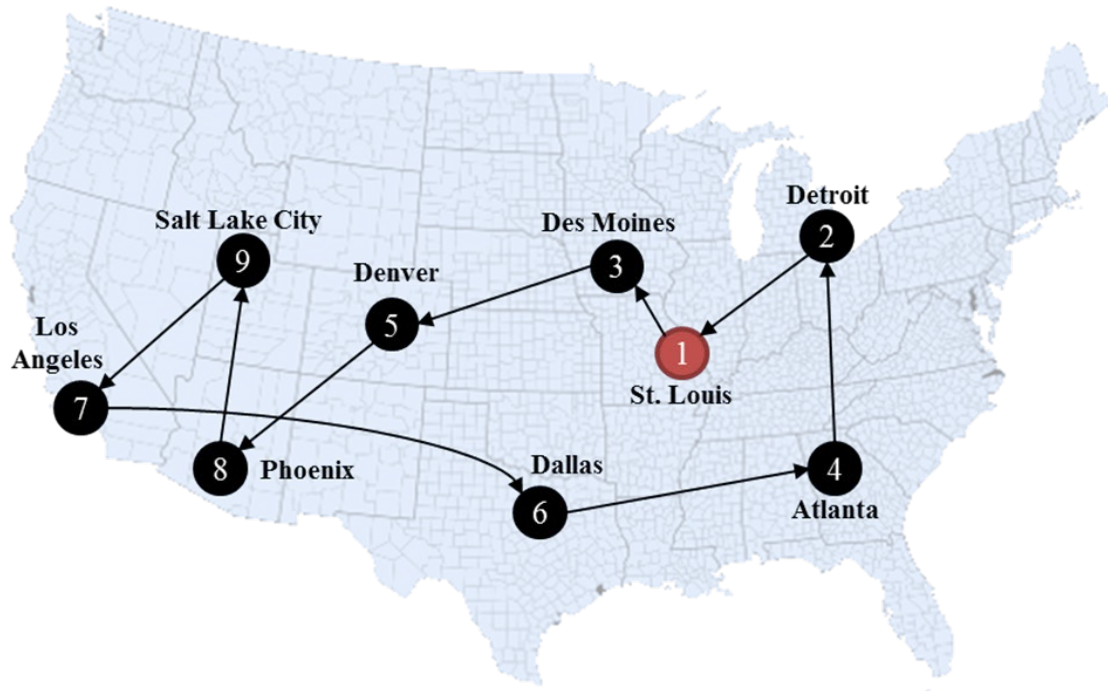 Detroit
2
Salt Lake City
9
Des Moines
3
Denver
5
Los
Angeles
7
1
St. Louis
8
Phoenix
Dallas
6
4
Atlanta